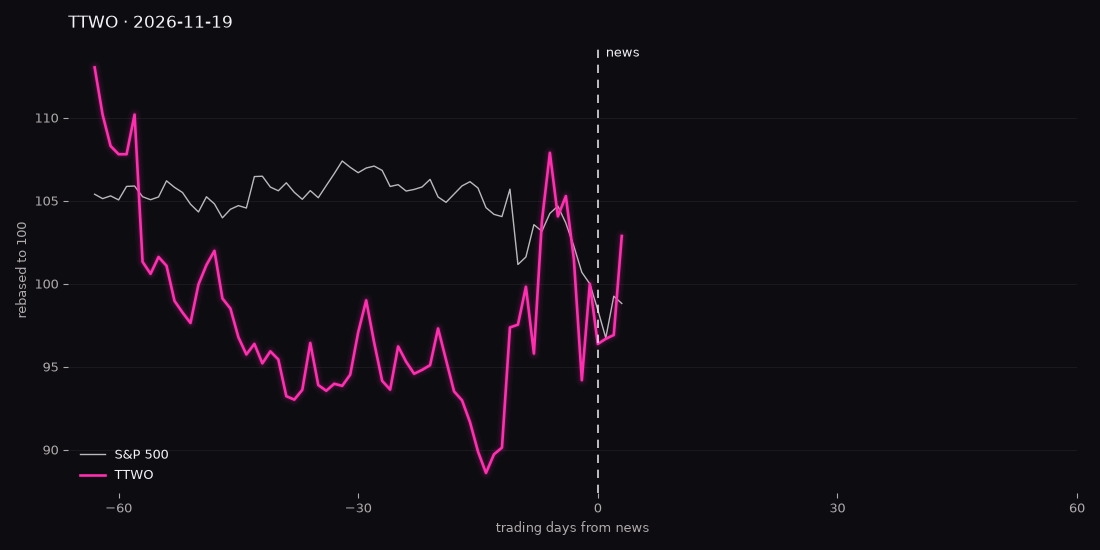 TTWO · 2026-11-19
news
110
105
100
95
90
rebased to 100
S&P 500
TTWO
−60
−30
0
30
60
trading days from news